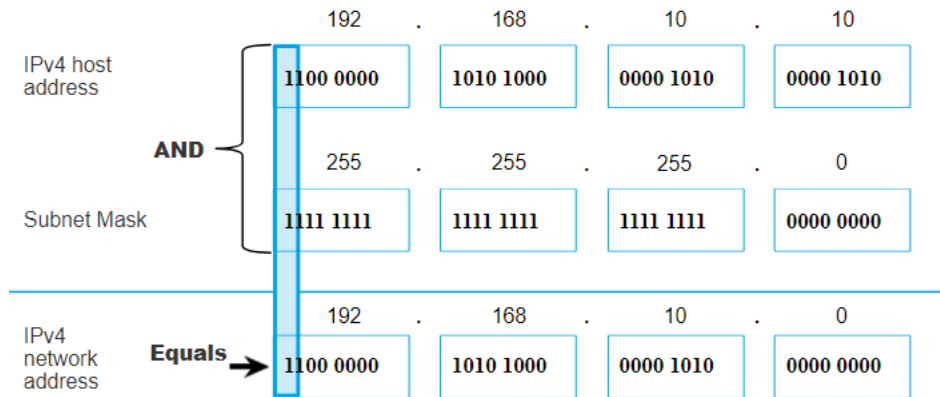 192 . 168 . 10 . 10
IPv4 host
address
1100 0000 1010 1000 0000 1010 0000 1010
AND
255 . 255 . 255 . 0
Subnet Mask
1111 1111 1111 1111 1111 1111 0000 0000
192 . 168 . 10 . 0
IPv4
network
address
Equals
1100 0000 1010 1000 0000 1010 0000 0000